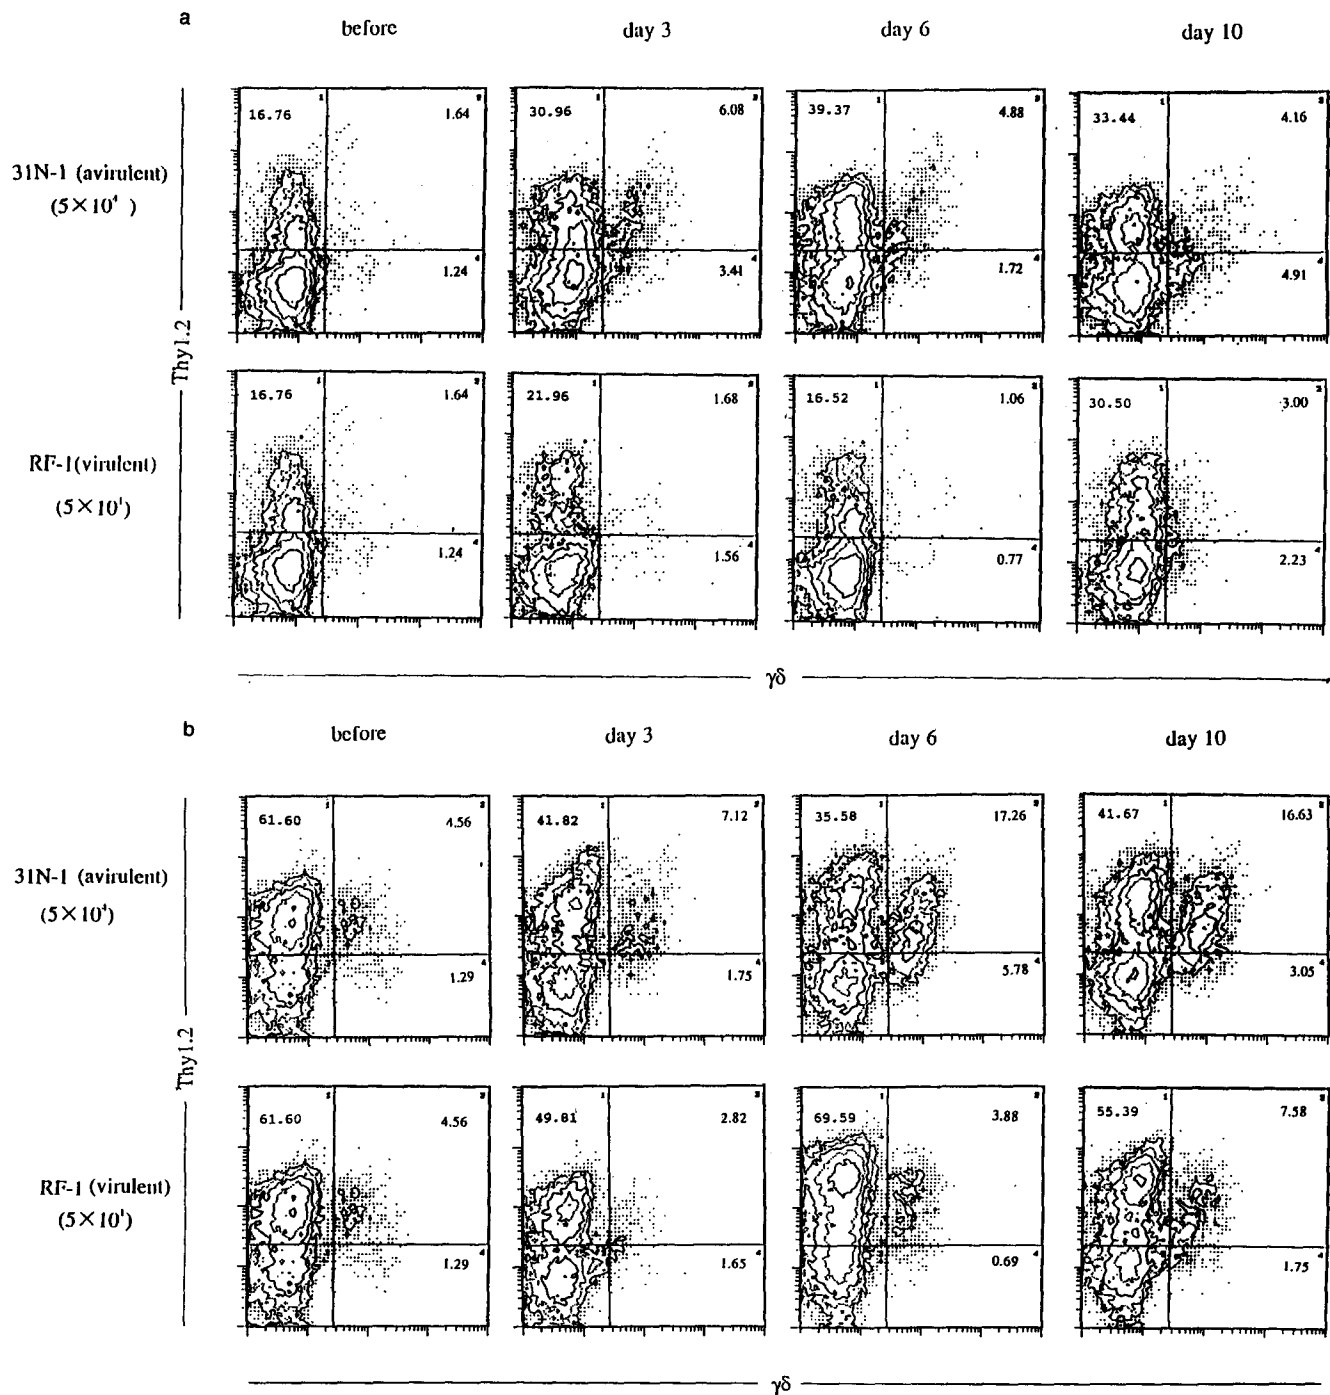 a
before day 3 day 6 day 10
31N-1 (avirulent)
(5×10⁴ )
16.76 1.64 1.24
30.96 6.08 3.41
39.37 4.88 1.72
33.44 4.16 4.91
Thy1.2
RF-1(virulent)
(5×10¹)
16.76 1.64 1.24
21.96 1.68 1.56
16.52 1.06 0.77
30.50 3.00 2.23
γδ
b
before day 3 day 6 day 10
31N-1 (avirulent)
(5×10⁴)
61.60 4.56 1.29
41.82 7.12 1.75
35.58 17.26 5.78
41.67 16.63 3.05
Thy1.2
RF-1 (virulent)
(5×10¹)
61.60 4.56 1.29
49.81 2.82 1.65
69.59 3.88 0.69
55.39 7.58 1.75
γδ